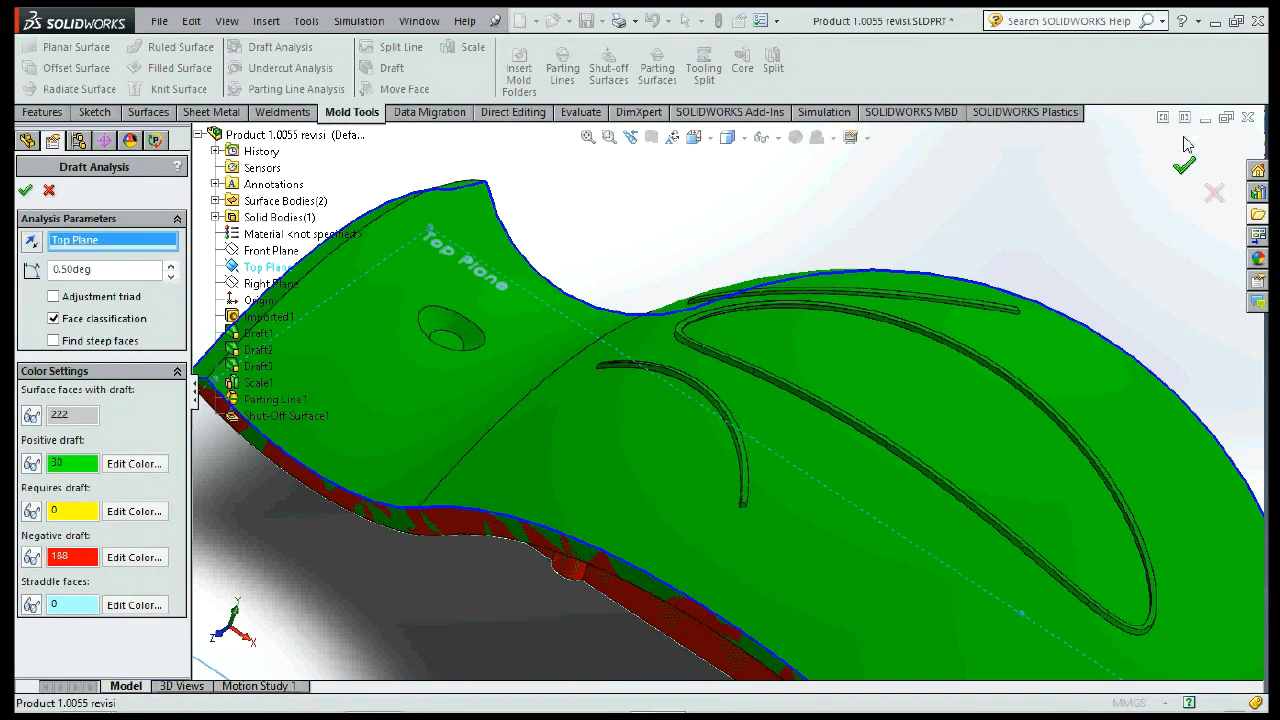 SOLIDWORKS File Edit View Insert Tools Simulation Window Help Product 1.0055 revisi.SLDPRT * Search SOLIDWORKS Help
Planar Surface Ruled Surface Draft Analysis Split Line Scale
Offset Surface Filled Surface Undercut Analysis Draft
Radiate Surface Knit Surface Parting Line Analysis Move Face
Insert Mold Folders
Parting Lines
Shut-off Surfaces
Parting Surfaces
Tooling Split
Core
Split
Features Sketch Surfaces Sheet Metal Weldments Mold Tools Data Migration Direct Editing Evaluate DimXpert SOLIDWORKS Add-Ins Simulation SOLIDWORKS MBD SOLIDWORKS Plastics
Draft Analysis ?
Analysis Parameters
Top Plane
0.50deg
Adjustment triad
Face classification
Find steep faces
Color Settings
Surface faces with draft:
222
Positive draft:
30 Edit Color...
Requires draft:
0 Edit Color...
Negative draft:
188 Edit Color...
Straddle faces:
0 Edit Color...
Product 1.0055 revisi (Defa...
History
Sensors
Annotations
Surface Bodies(2)
Solid Bodies(1)
Material <not specified>
Front Plane
Top Plane
Right Plane
Origin
Imported1
Draft1
Draft2
Draft3
Scale1
Parting Line1
Shut-Off Surface1
Top Plane
Y
Z X
Model 3D Views Motion Study 1
Product 1.0055 revisi MMGS - ?